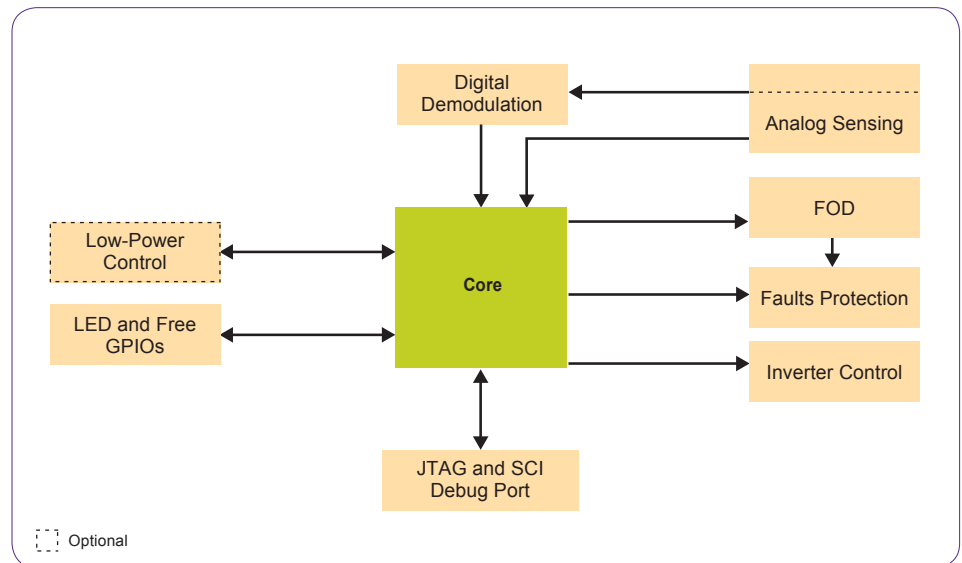 Digital
Demodulation
Analog Sensing
FOD
Low-Power
Control
Core
Faults Protection
LED and Free
GPIOs
Inverter Control
JTAG and SCI
Debug Port
Optional